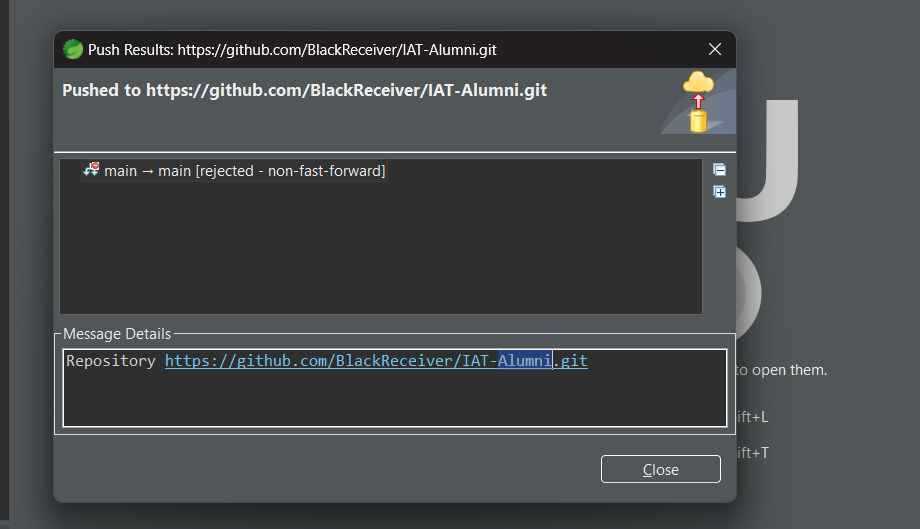 Push Results: https://github.com/BlackReceiver/IAT-Alumni.git
Pushed to https://github.com/BlackReceiver/IAT-Alumni.git
main → main [rejected - non-fast-forward]
Message Details
Repository https://github.com/BlackReceiver/IAT-Alumni.git
to open them.
ift+L
ift+T
Close